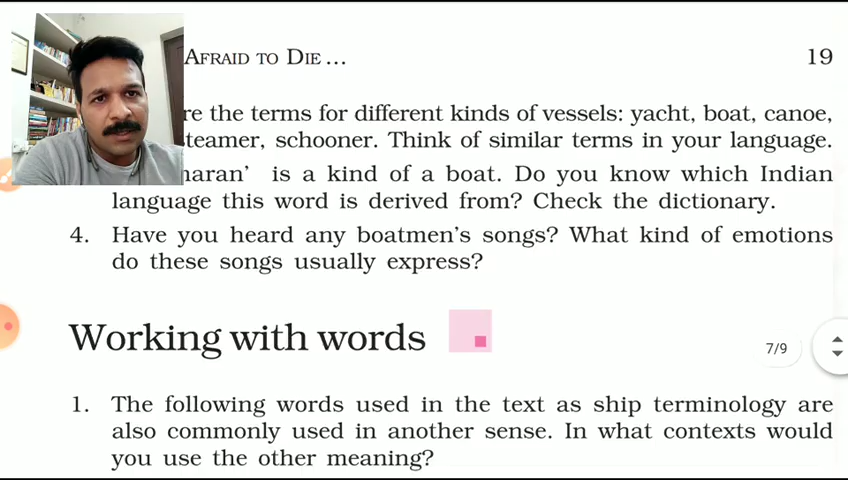 AFRAID TO DIE ... 19
re the terms for different kinds of vessels: yacht, boat, canoe,
teamer, schooner. Think of similar terms in your language.
naran' is a kind of a boat. Do you know which Indian
language this word is derived from? Check the dictionary.
4. Have you heard any boatmen's songs? What kind of emotions
do these songs usually express?
Working with words
7/9
1. The following words used in the text as ship terminology are
also commonly used in another sense. In what contexts would
you use the other meaning?